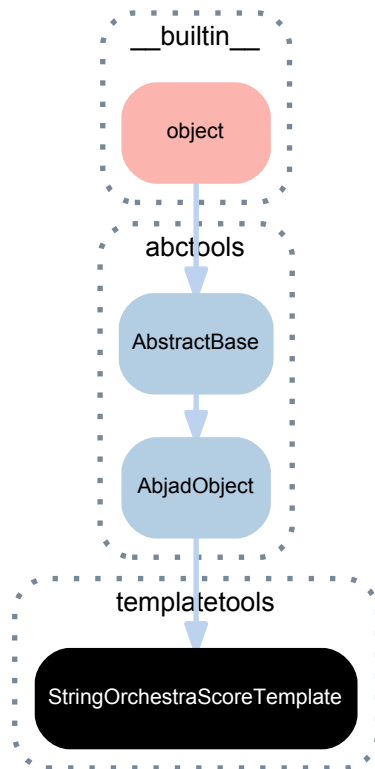 __builtin__
object
abctools
AbstractBase
AbjadObject
templatetools
StringOrchestraScoreTemplate